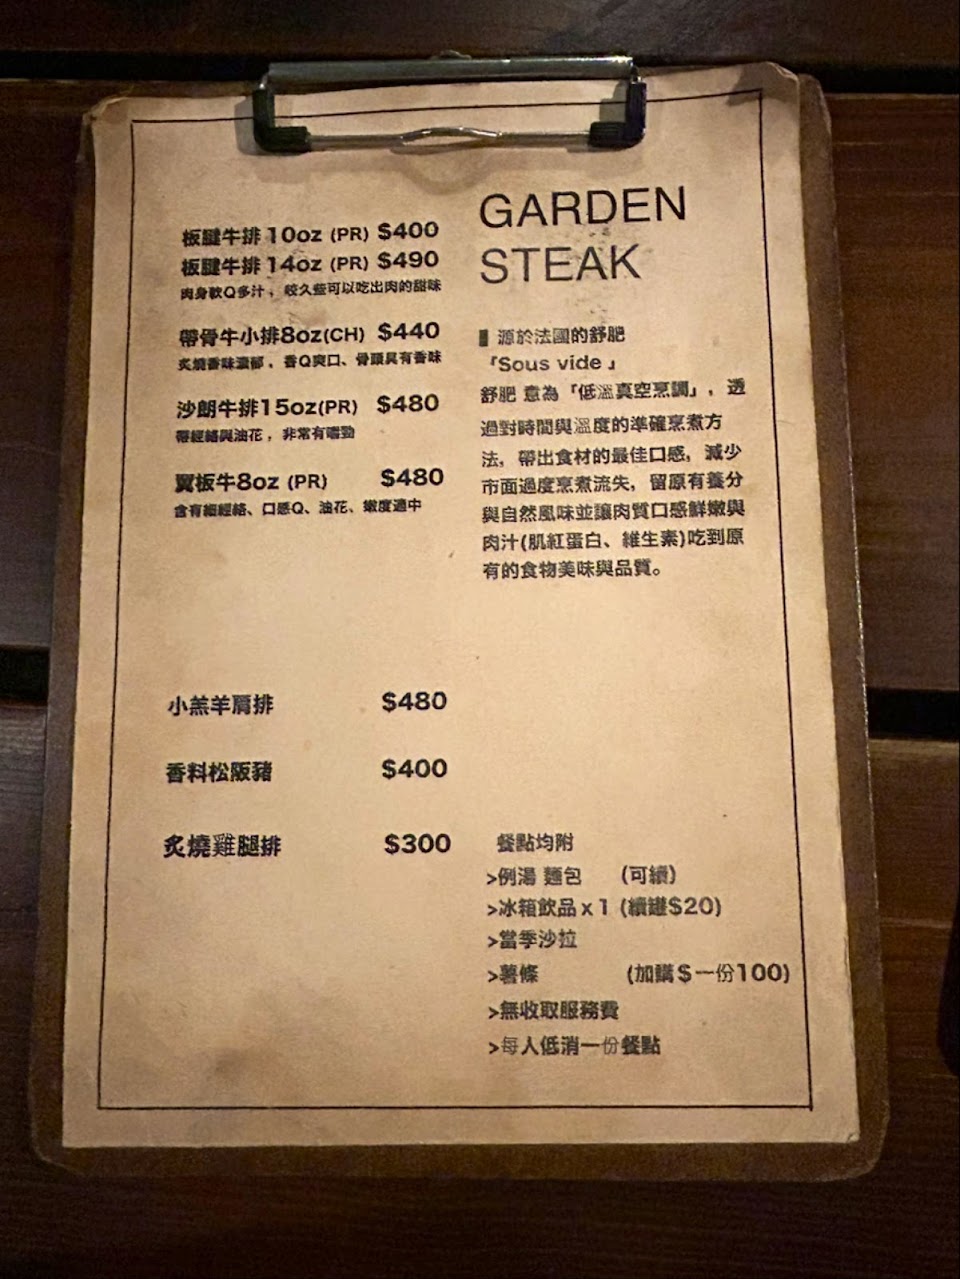 GARDEN
STEAK
板腱牛排10oz (PR) $400
板腱牛排14oz (PR) $490
肉身軟Q多汁，咬久些可以吃出肉的甜味
帶骨牛小排8oz(CH) $440
炙燒香味濃郁，香Q爽口、骨頭具有香味
沙朗牛排15oz(PR) $480
帶經絡與油花，非常有嚼勁
翼板牛8oz (PR) $480
含有細經絡、口感Q、油花、嫩度適中
小羔羊肩排 $480
香料松阪豬 $400
炙燒雞腿排 $300
源於法國的舒肥
「Sous vide」
舒肥 意為「低溫真空烹調」，透
過對時間與溫度的準確烹煮方
法，帶出食材的最佳口感，減少
市面過度烹煮流失，留原有養分
與自然風味並讓肉質口感鮮嫩與
肉汁(肌紅蛋白、維生素)吃到原
有的食物美味與品質。
餐點均附
>例湯 麵包 （可續）
>冰箱飲品 x 1 (續罐$20)
>當季沙拉
>薯條 (加購$一份100)
>無收取服務費
>每人低消一份餐點